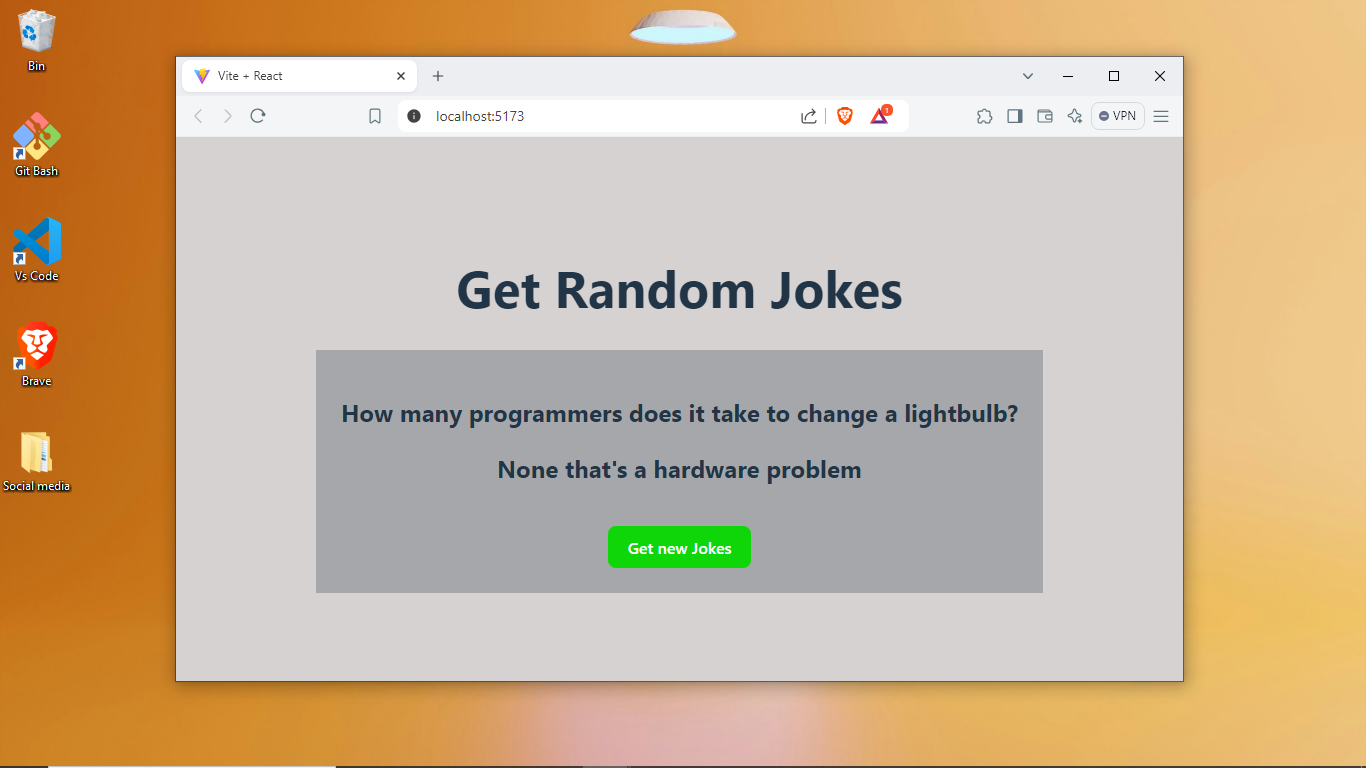 Bin
Git Bash
Vs Code
Brave
Social media
Vite + React
localhost:5173
1
VPN
Get Random Jokes
How many programmers does it take to change a lightbulb?
None that's a hardware problem
Get new Jokes